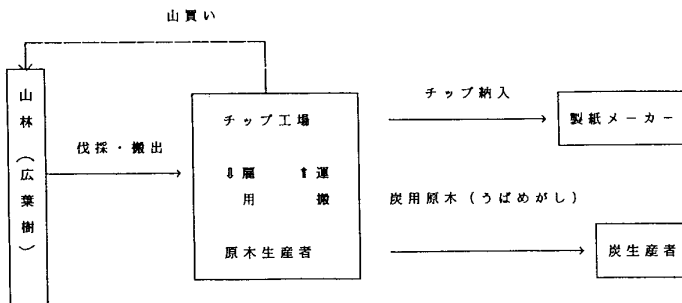 山買い
山林（広葉樹）
伐採・搬出
チップ工場
⇓雇用 ⇑運搬
原木生産者
チップ納入
製紙メーカー
炭用原木（うばめがし）
炭生産者